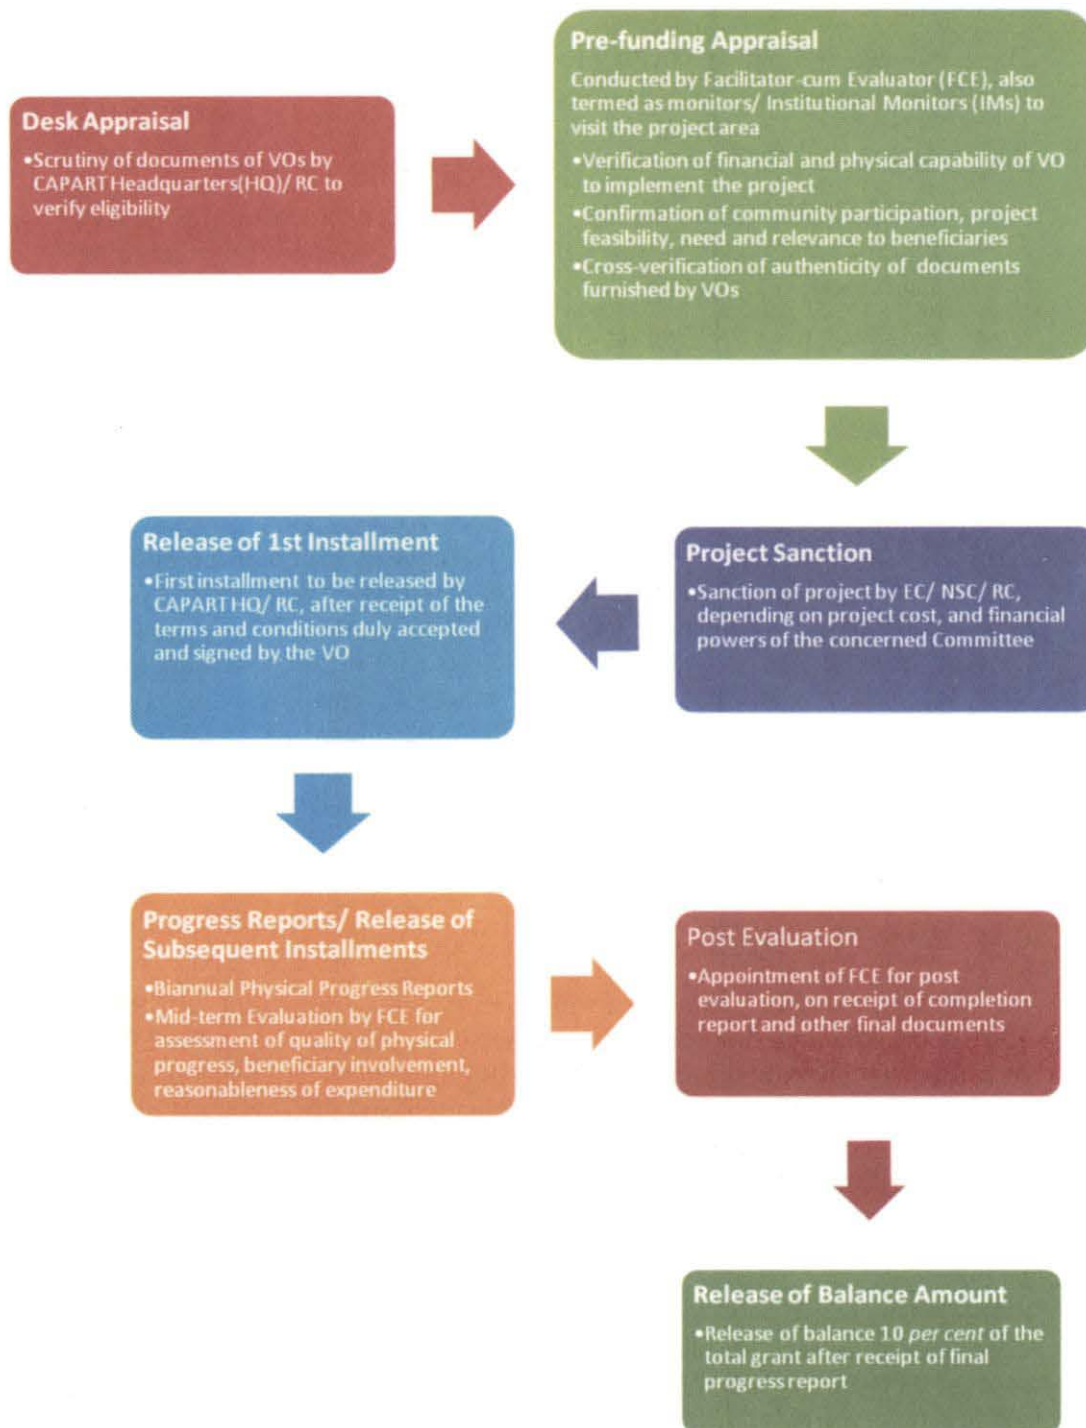 Desk Appraisal
•Scrutiny of documents of VOs by
CAPART Headquarters(HQ)/ RC to
verify eligibility
Pre-funding Appraisal
Conducted by Facilitator-cum Evaluator (FCE), also
termed as monitors/ Institutional Monitors (IMs) to
visit the project area
•Verification of financial and physical capability of VO
to implement the project
•Confirmation of community participation, project
feasibility, need and relevance to beneficiaries
•Cross-verification of authenticity of documents
furnished by VOs
Project Sanction
•Sanction of project by EC/ NSC/ RC,
depending on project cost, and financial
powers of the concerned Committee
Release of 1st Installment
•First installment to be released by
CAPART HQ/ RC, after receipt of the
terms and conditions duly accepted
and signed by the VO
Progress Reports/ Release of
Subsequent Installments
•Biannual Physical Progress Reports
•Mid-term Evaluation by FCE for
assessment of quality of physical
progress, beneficiary involvement,
reasonableness of expenditure
Post Evaluation
•Appointment of FCE for post
evaluation, on receipt of completion
report and other final documents
Release of Balance Amount
•Release of balance 10 per cent of the
total grant after receipt of final
progress report